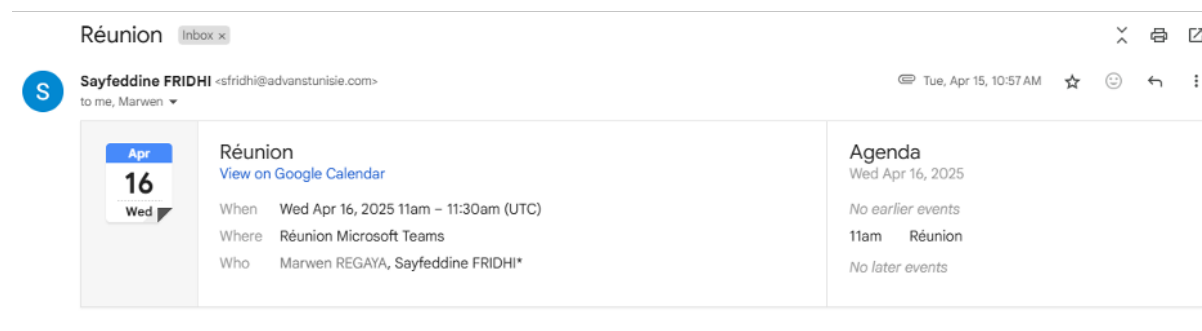 Réunion Inbox ×
Sayfeddine FRIDHI <sfridhi@advanstunisie.com> Tue, Apr 15, 10:57 AM
S
to me, Marwen
Apr
16
Wed
Réunion
View on Google Calendar
When Wed Apr 16, 2025 11am – 11:30am (UTC)
Where Réunion Microsoft Teams
Who Marwen REGAYA, Sayfeddine FRIDHI*
Agenda
Wed Apr 16, 2025
No earlier events
11am Réunion
No later events